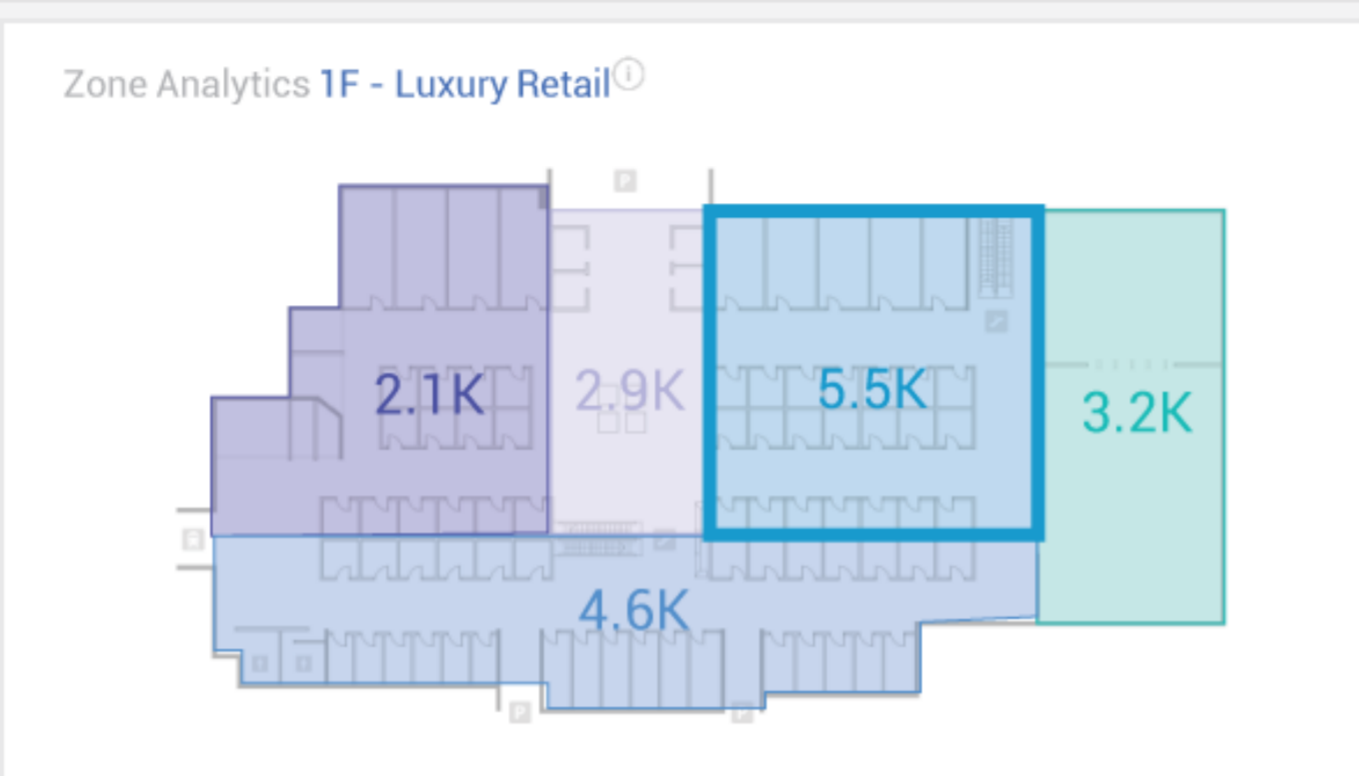 Zone Analytics 1F - Luxury Retail i
P
2.1K
2.9K
5.5K
3.2K
4.6K
P
P